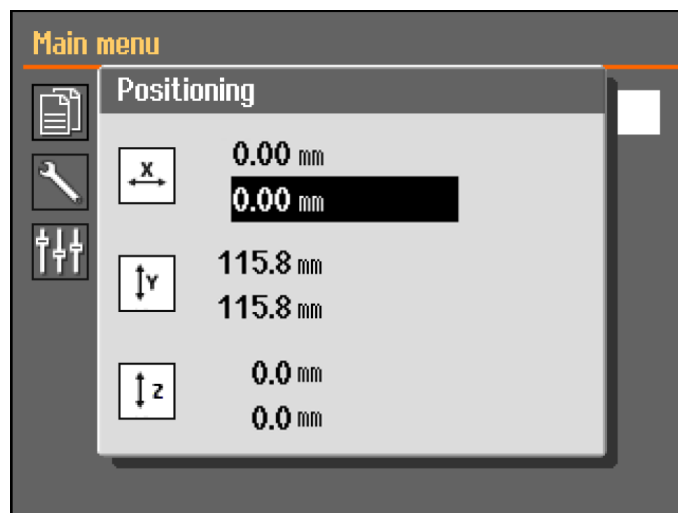 Main menu
Positioning
X
0.00 mm
0.00 mm
Y
115.8 mm
115.8 mm
Z
0.0 mm
0.0 mm